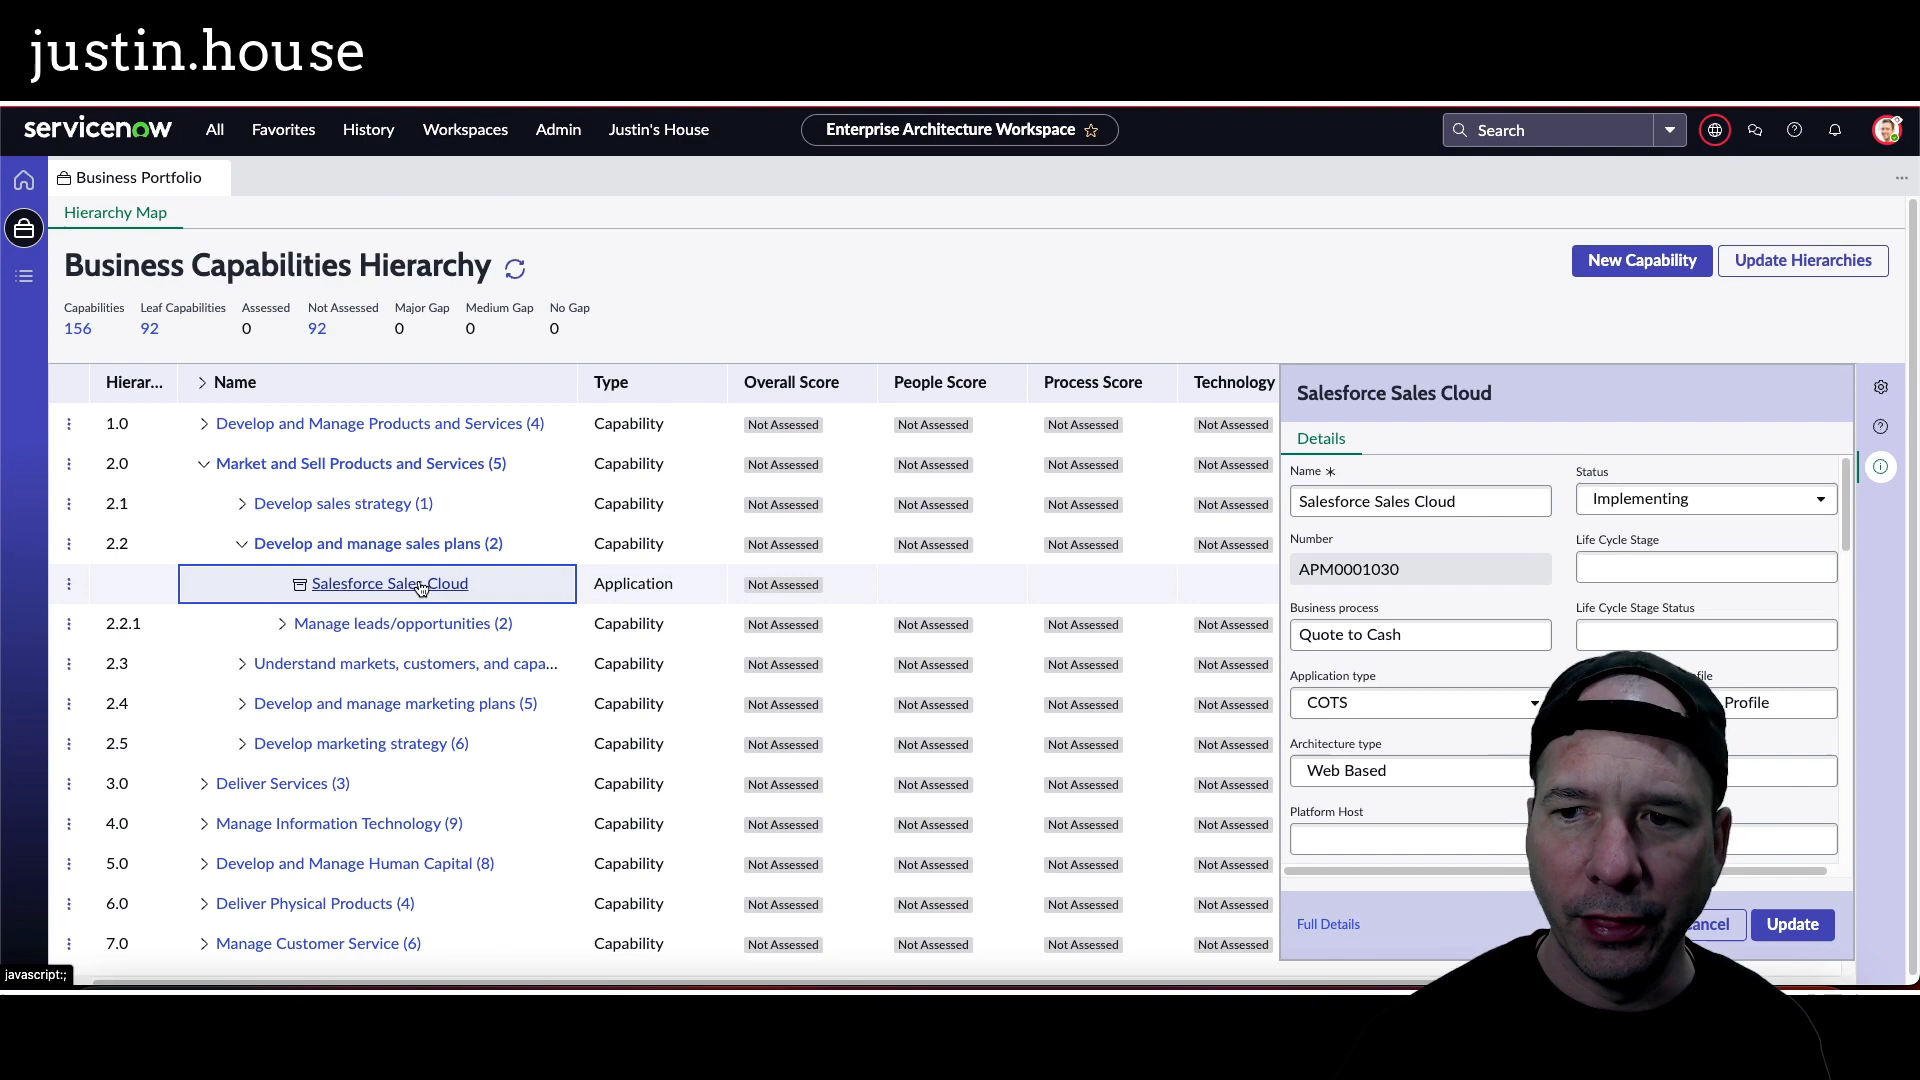 justin.house
servicenow All Favorites History Workspaces Admin Justin's House Enterprise Architecture Workspace Search
Business Portfolio
Hierarchy Map
Business Capabilities Hierarchy
New Capability Update Hierarchies
Capabilities Leaf Capabilities Assessed Not Assessed Major Gap Medium Gap No Gap
156 92 0 92 0 0 0
Hierar... Name Type Overall Score People Score Process Score Technology
1.0 Develop and Manage Products and Services (4) Capability Not Assessed Not Assessed Not Assessed Not Assessed
2.0 Market and Sell Products and Services (5) Capability Not Assessed Not Assessed Not Assessed Not Assessed
2.1 Develop sales strategy (1) Capability Not Assessed Not Assessed Not Assessed Not Assessed
2.2 Develop and manage sales plans (2) Capability Not Assessed Not Assessed Not Assessed Not Assessed
Salesforce Sales Cloud Application Not Assessed
2.2.1 Manage leads/opportunities (2) Capability Not Assessed Not Assessed Not Assessed Not Assessed
2.3 Understand markets, customers, and capa... Capability Not Assessed Not Assessed Not Assessed Not Assessed
2.4 Develop and manage marketing plans (5) Capability Not Assessed Not Assessed Not Assessed Not Assessed
2.5 Develop marketing strategy (6) Capability Not Assessed Not Assessed Not Assessed Not Assessed
3.0 Deliver Services (3) Capability Not Assessed Not Assessed Not Assessed Not Assessed
4.0 Manage Information Technology (9) Capability Not Assessed Not Assessed Not Assessed Not Assessed
5.0 Develop and Manage Human Capital (8) Capability Not Assessed Not Assessed Not Assessed Not Assessed
6.0 Deliver Physical Products (4) Capability Not Assessed Not Assessed Not Assessed Not Assessed
7.0 Manage Customer Service (6) Capability Not Assessed Not Assessed Not Assessed Not Assessed
javascript:;
Salesforce Sales Cloud
Details
Name * Status
Salesforce Sales Cloud Implementing
Number Life Cycle Stage
APM0001030
Business process Life Cycle Stage Status
Quote to Cash
Application type
COTS Profile
Architecture type
Web Based
Platform Host
Full Details Update